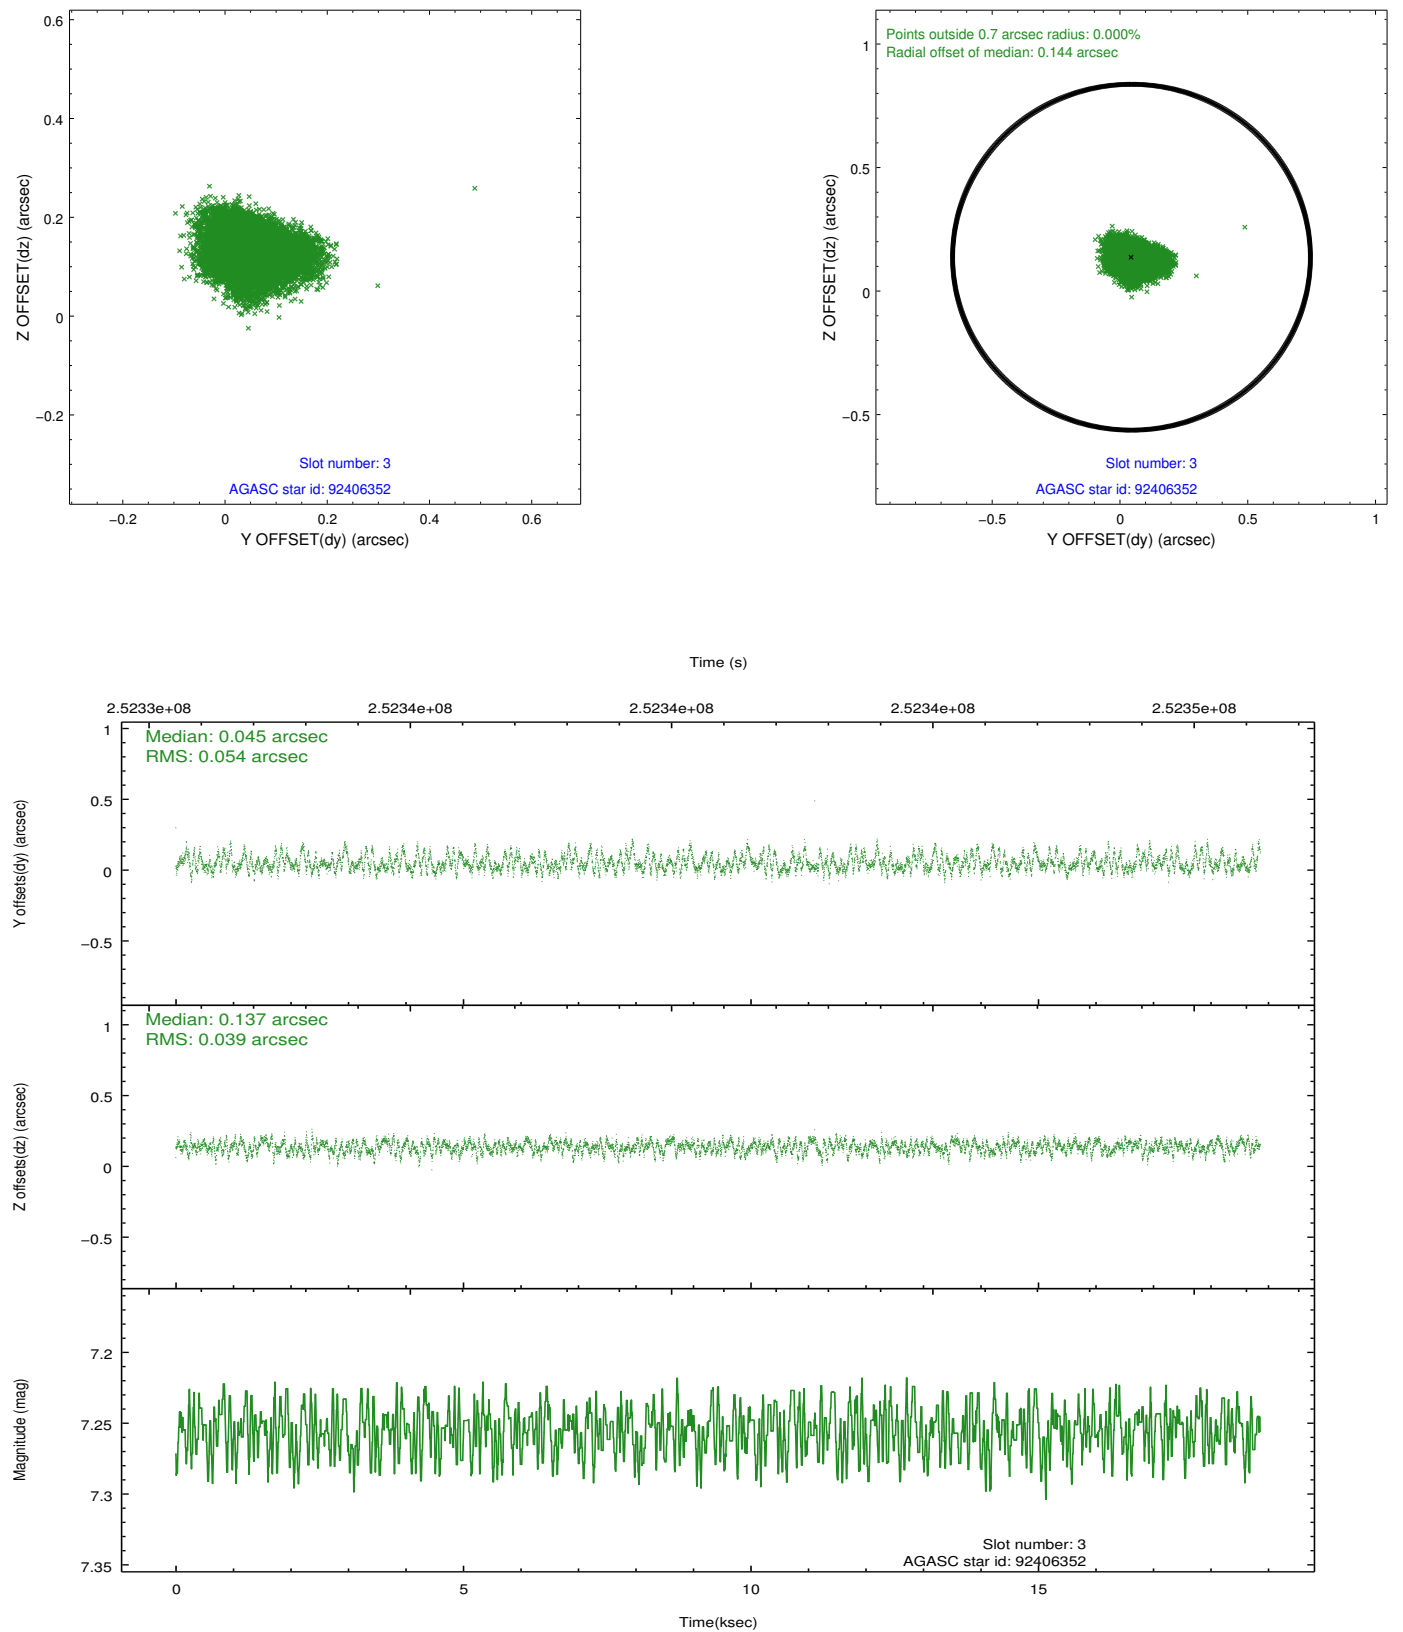 0.6
0.4
0.2
0
−0.2
Z OFFSET(dz) (arcsec)
Slot number: 3
AGASC star id: 92406352
−0.2 0 0.2 0.4 0.6
Y OFFSET(dy) (arcsec)
Points outside 0.7 arcsec radius: 0.000%
Radial offset of median: 0.144 arcsec
1
0.5
0
−0.5
Z OFFSET(dz) (arcsec)
Slot number: 3
AGASC star id: 92406352
−0.5 0 0.5 1
Y OFFSET(dy) (arcsec)
Time (s)
2.5233e+08 2.5234e+08 2.5234e+08 2.5234e+08 2.5235e+08
Median: 0.045 arcsec
RMS: 0.054 arcsec
1
0.5
0
−0.5
Y offsets(dy) (arcsec)
Median: 0.137 arcsec
RMS: 0.039 arcsec
1
0.5
0
−0.5
Z offsets(dz) (arcsec)
7.2
7.25
7.3
7.35
Magnitude (mag)
Slot number: 3
AGASC star id: 92406352
0 5 10 15
Time(ksec)